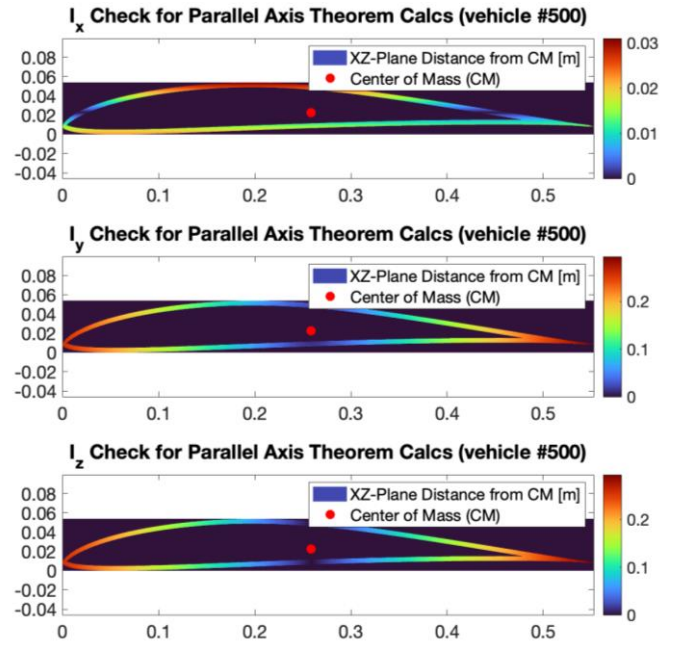 Ix Check for Parallel Axis Theorem Calcs (vehicle #500)
XZ-Plane Distance from CM [m]
Center of Mass (CM)
0.08
0.06
0.04
0.02
0
-0.02
-0.04
0 0.1 0.2 0.3 0.4 0.5
0.03
0.02
0.01
0
Iy Check for Parallel Axis Theorem Calcs (vehicle #500)
XZ-Plane Distance from CM [m]
Center of Mass (CM)
0.08
0.06
0.04
0.02
0
-0.02
-0.04
0 0.1 0.2 0.3 0.4 0.5
0.2
0.1
0
Iz Check for Parallel Axis Theorem Calcs (vehicle #500)
XZ-Plane Distance from CM [m]
Center of Mass (CM)
0.08
0.06
0.04
0.02
0
-0.02
-0.04
0 0.1 0.2 0.3 0.4 0.5
0.2
0.1
0